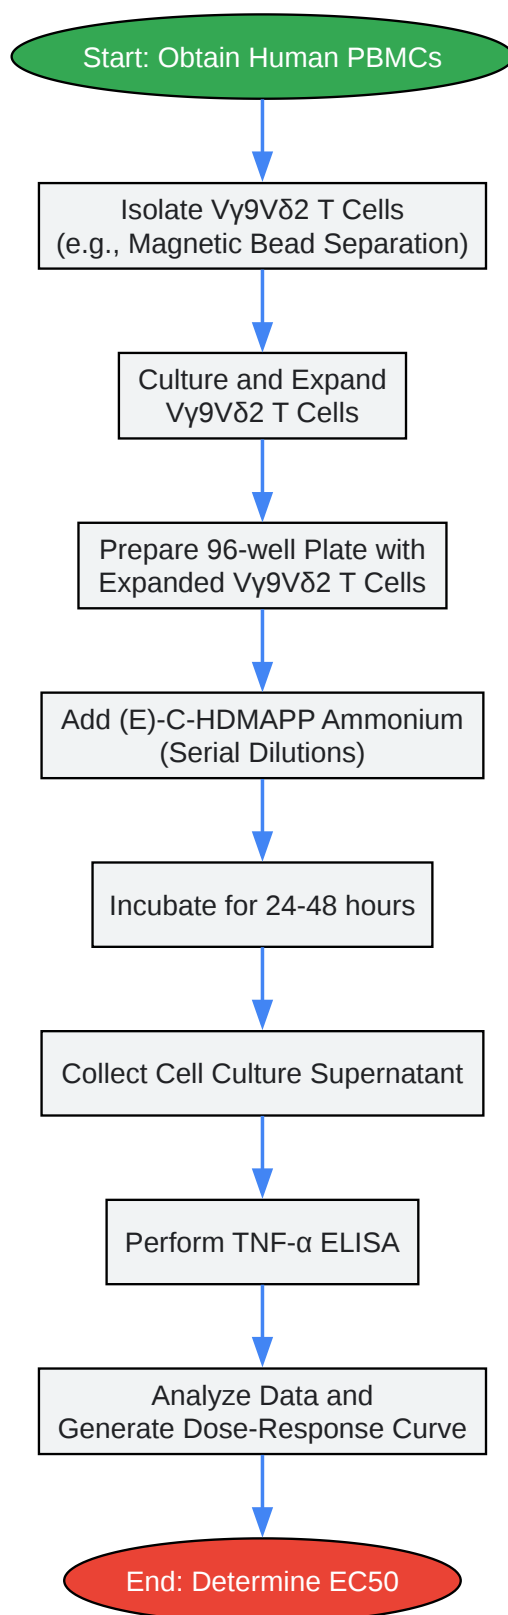 Start: Obtain Human PBMCs
Isolate Vγ9Vδ2 T Cells
(e.g., Magnetic Bead Separation)
Culture and Expand
Vγ9Vδ2 T Cells
Prepare 96-well Plate with
Expanded Vγ9Vδ2 T Cells
Add (E)-C-HDMAPP Ammonium
(Serial Dilutions)
Incubate for 24-48 hours
Collect Cell Culture Supernatant
Perform TNF-α ELISA
Analyze Data and
Generate Dose-Response Curve
End: Determine EC50